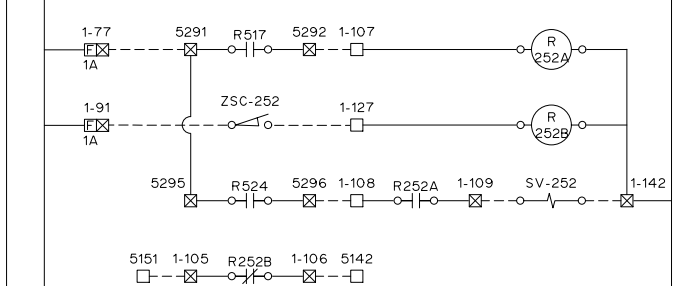 1-77 5291 R517 5292 1-107
F 1A R 252A
1-91 ZSC-252 1-127
F 1A R 252B
5295 R524 5296 1-108 R252A 1-109 SV-252 1-142
5151 1-105 R252B 1-106 5142